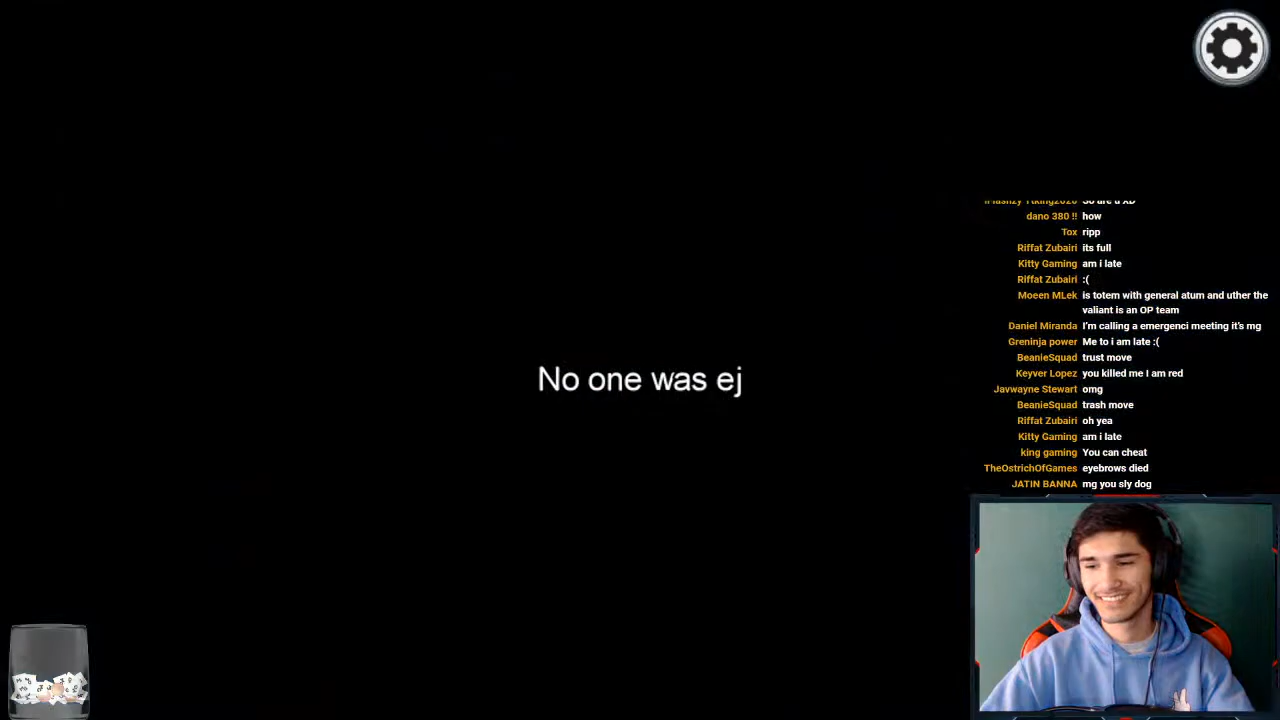 No one was ej
So are u XD
dano 380 !! how
Tox ripp
Riffat Zubairi its full
Kitty Gaming am i late
Riffat Zubairi :(
Moeen MLek is totem with general atum and uther the
valiant is an OP team
Daniel Miranda I'm calling a emergenci meeting it's mg
Greninja power Me to i am late :(
BeanieSquad trust move
Keyver Lopez you killed me I am red
Javwayne Stewart omg
BeanieSquad trash move
Riffat Zubairi oh yea
Kitty Gaming am i late
king gaming You can cheat
TheOstrichOfGames eyebrows died
JATIN BANNA mg you sly dog